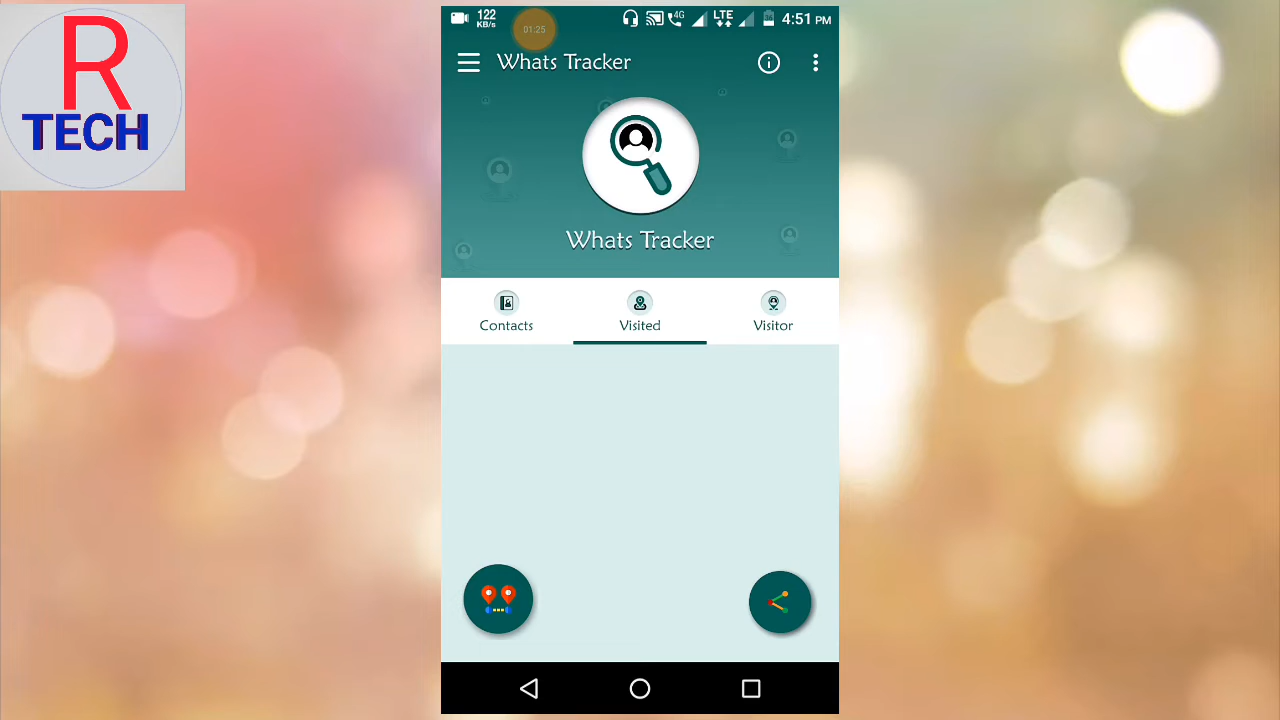 R
TECH
122
KB/s
01:25
4G
LTE
4:51 PM
Whats Tracker
Whats Tracker
Contacts
Visited
Visitor